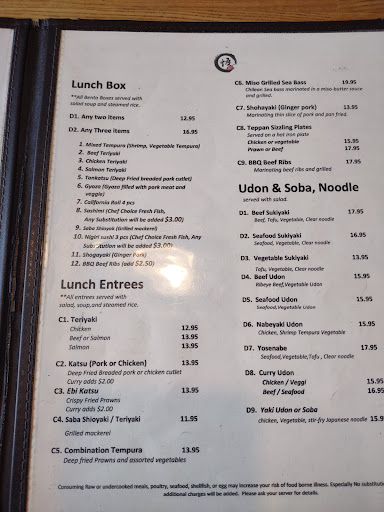 Lunch Box
**All Bento Boxes served with
salad soup and steamed rice.
D1. Any two items 12.95
D2. Any Three items 16.95
1. Mixed Tempura (Shrimp, Vegetable Tempura)
2. Beef Teriyaki
3. Chicken Teriyaki
4. Salmon Teriyaki
5. Tonkatsu (Deep Fried breaded pork cutlet)
6. Gyoza (Gyoza filled with pork meat and
veggie)
7. California Roll 4 pcs
8. Sashimi (Chef Choice Fresh Fish,
Any Substitution will be added $3.00)
9. Saba Shioyak (Grilled mackerel)
10. Nigiri sushi 3 pcs (Chef Choice Fresh Fish, Any
Substitution will be added $3.00)
11. Shogayaki (Ginger Pork)
12. BBQ Beef Ribs (add $2.50)
Lunch Entrees
**All entrees served with
salad, soup,and steamed rice.
C1. Teriyaki
Chicken 12.95
Beef or Salmon 13.95
Salmon 13.95
C2. Katsu (Pork or Chicken) 13.95
Deep Fried Breaded pork or chicken cutlet
Curry adds $2.00
C3. Ebi Katsu 13.95
Crispy Fried Prawns
Curry adds $2.00
C4. Saba Shioyaki / Teriyaki 11.95
Grilled mackerel
C5. Combination Tempura 13.95
Deep fried Prawns and assorted vegetables
C6. Miso Grilled Sea Bass 19.95
Chilean Sea bass marinated in a miso-butter sauce
and grilled.
C7. Shohayaki (Ginger pork) 13.95
Marinating thin slice of pork and pan fried.
C8. Teppan Sizzling Plates
Served on a hot iron plate
Chicken or vegetable 15.95
Prawn or Beef 17.95
C9. BBQ Beef Ribs 17.95
Marinating beef ribs and grilled
Udon & Soba, Noodle
served with salad.
D1. Beef Sukiyaki 17.95
Beef, Tofu, Vegetable, Clear noodle
D2. Seafood Sukiyaki 16.95
Seafood, Vegetable, Clear noodle
D3. Vegetable Sukiyaki 13.95
Tofu, Vegetable, Clear noodle
D4. Beef Udon 15.95
Ribeye Beef,Vegetable Udon
D5. Seafood Udon 15.95
Seafood,Vegetable Udon
D6. Nabeyaki Udon 15.95
Chicken, Shrimp Tempura Vegetable
D7. Yosenabe 17.95
Seafood,Vegetable,Tofu , Clear noodle
D8. Curry Udon
Chicken / Veggi 15.95
Beef / Seafood 16.95
D9. Yaki Udon or Soba
chicken, Vegetable, stir-fry Japanese noodle 15.9
Consuming Raw or undercooked meats, poultry, seafood, shellfish, or egg may increase your risk of food borne illness. Especially No substitut
additional charges will be added. Please ask your server for details.